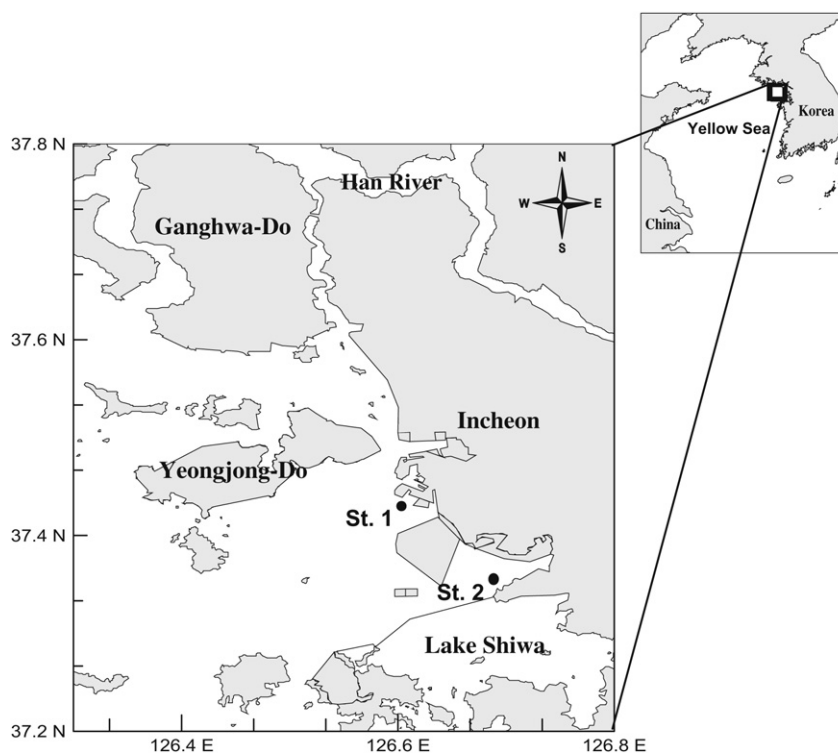 Korea
Yellow Sea
China
37.8 N
N
Han River
W
E
Ganghwa-Do
S
37.6 N
Incheon
Yeongjong-Do
St. 1
37.4 N
St. 2
Lake Shiwa
37.2 N
126.4 E
126.6 E
126.8 E